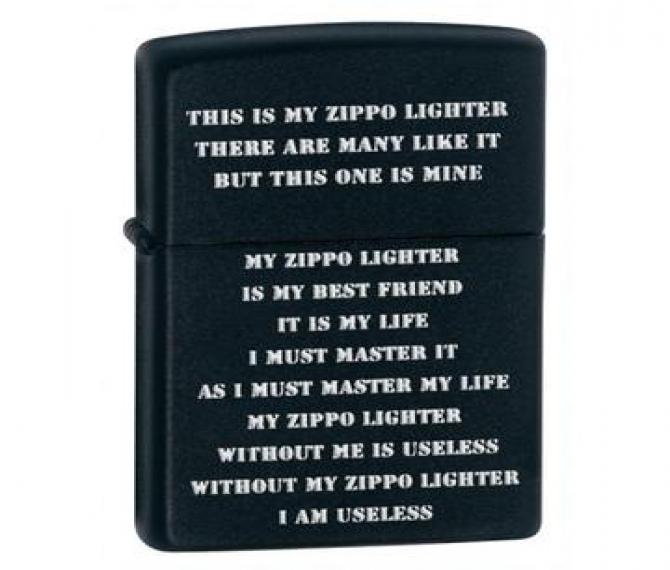 THIS IS MY ZIPPO LIGHTER
THERE ARE MANY LIKE IT
BUT THIS ONE IS MINE
MY ZIPPO LIGHTER
IS MY BEST FRIEND
IT IS MY LIFE
I MUST MASTER IT
AS I MUST MASTER MY LIFE
MY ZIPPO LIGHTER
WITHOUT ME IS USELESS
WITHOUT MY ZIPPO LIGHTER
I AM USELESS